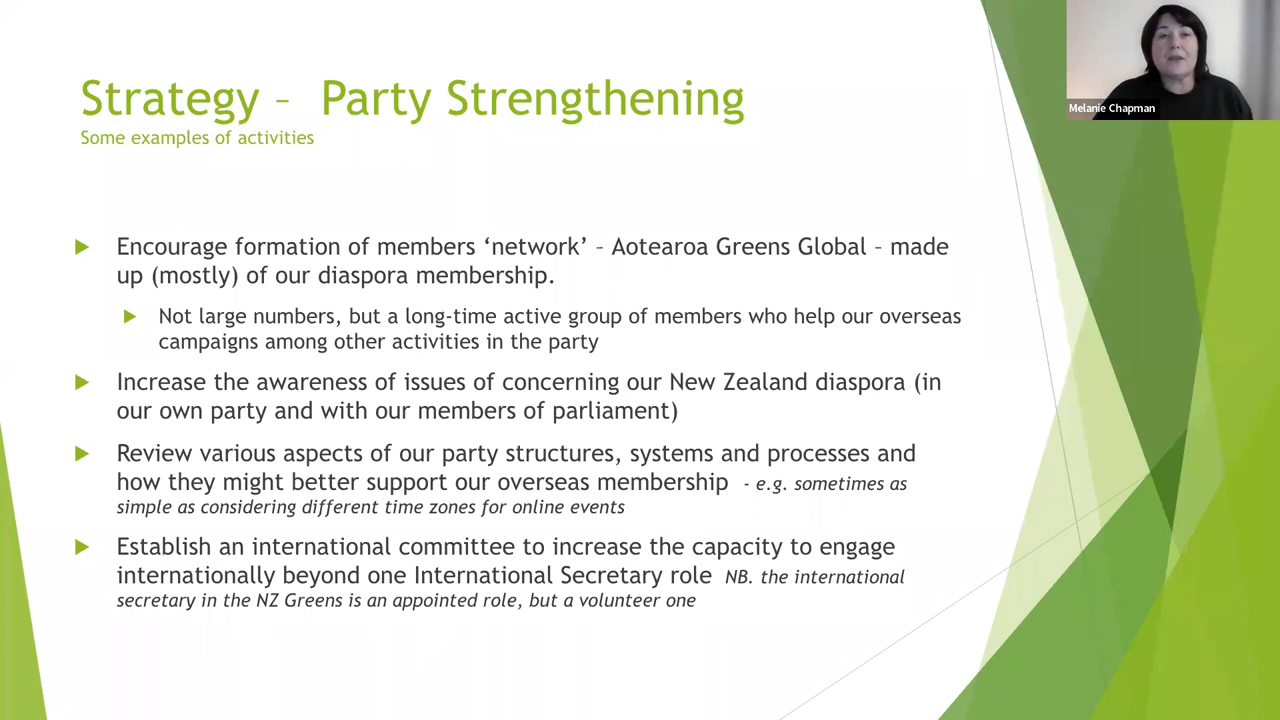 Strategy – Party Strengthening
Some examples of activities
Melanie Chapman
Encourage formation of members ‘network’ – Aotearoa Greens Global – made
up (mostly) of our diaspora membership.
Not large numbers, but a long-time active group of members who help our overseas
campaigns among other activities in the party
Increase the awareness of issues of concerning our New Zealand diaspora (in
our own party and with our members of parliament)
Review various aspects of our party structures, systems and processes and
how they might better support our overseas membership - e.g. sometimes as
simple as considering different time zones for online events
Establish an international committee to increase the capacity to engage
internationally beyond one International Secretary role NB. the international
secretary in the NZ Greens is an appointed role, but a volunteer one